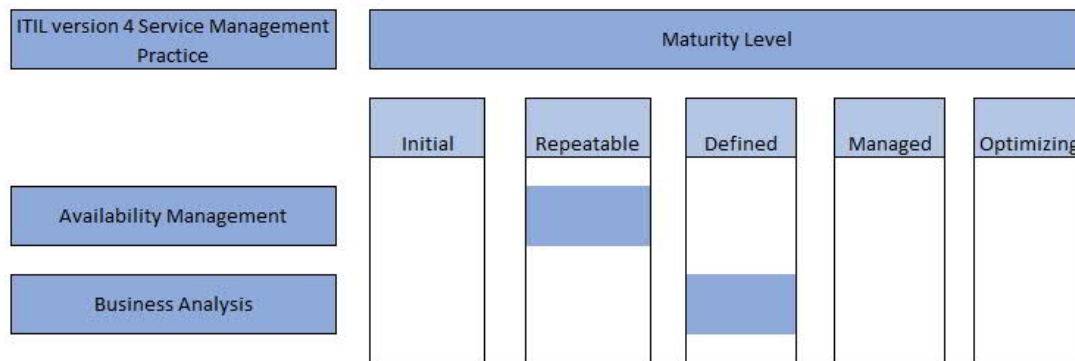 ITIL version 4 Service Management
Practice
Maturity Level
Initial
Repeatable
Defined
Managed
Optimizing
Availability Management
Business Analysis